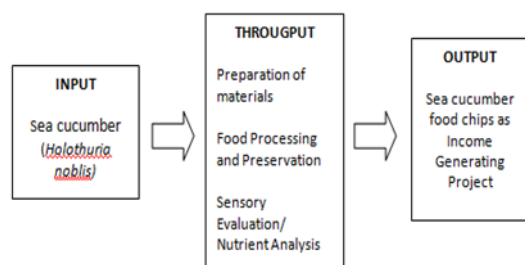 INPUT
Sea cucumber
(Holothuria
noblis)
THROUGPUT
Preparation of
materials
Food Processing
and Preservation
Sensory
Evaluation/
Nutrient Analysis
OUTPUT
Sea cucumber
food chips as
Income
Generating
Project